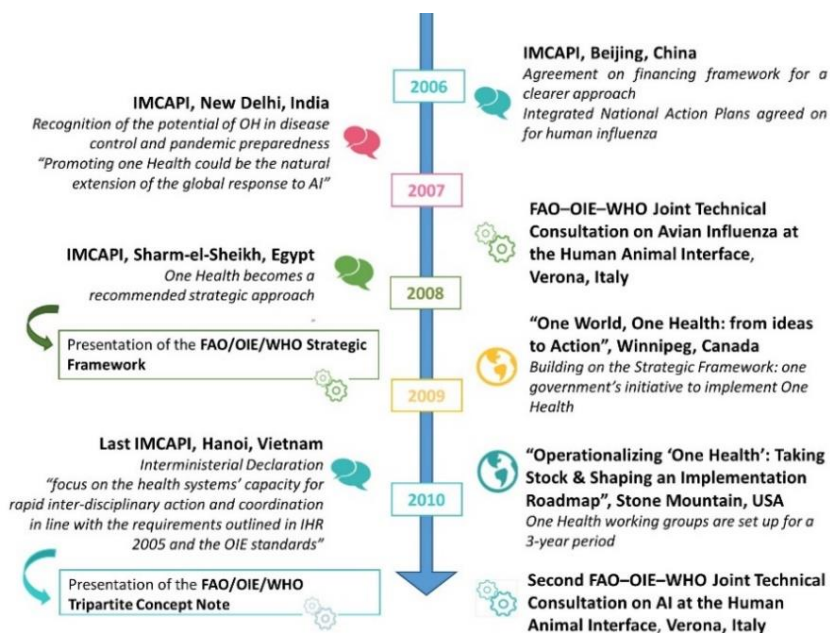 2006
IMCAPI, Beijing, China
Agreement on financing framework for a
clearer approach
Integrated National Action Plans agreed on
for human influenza
IMCAPI, New Delhi, India
Recognition of the potential of OH in disease
control and pandemic preparedness
“Promoting one Health could be the natural
extension of the global response to AI”
2007
FAO–OIE–WHO Joint Technical
Consultation on Avian Influenza at
the Human Animal Interface,
Verona, Italy
IMCAPI, Sharm-el-Sheikh, Egypt
One Health becomes a
recommended strategic approach
2008
Presentation of the FAO/OIE/WHO Strategic
Framework
“One World, One Health: from ideas
to Action”, Winnipeg, Canada
Building on the Strategic Framework: one
government’s initiative to implement One
Health
2009
Last IMCAPI, Hanoi, Vietnam
Interministerial Declaration
“focus on the health systems’ capacity for
rapid inter-disciplinary action and coordination
in line with the requirements outlined in IHR
2005 and the OIE standards”
2010
“Operationalizing ‘One Health’: Taking
Stock & Shaping an Implementation
Roadmap”, Stone Mountain, USA
One Health working groups are set up for a
3-year period
Presentation of the FAO/OIE/WHO
Tripartite Concept Note
Second FAO–OIE–WHO Joint Technical
Consultation on AI at the Human
Animal Interface, Verona, Italy